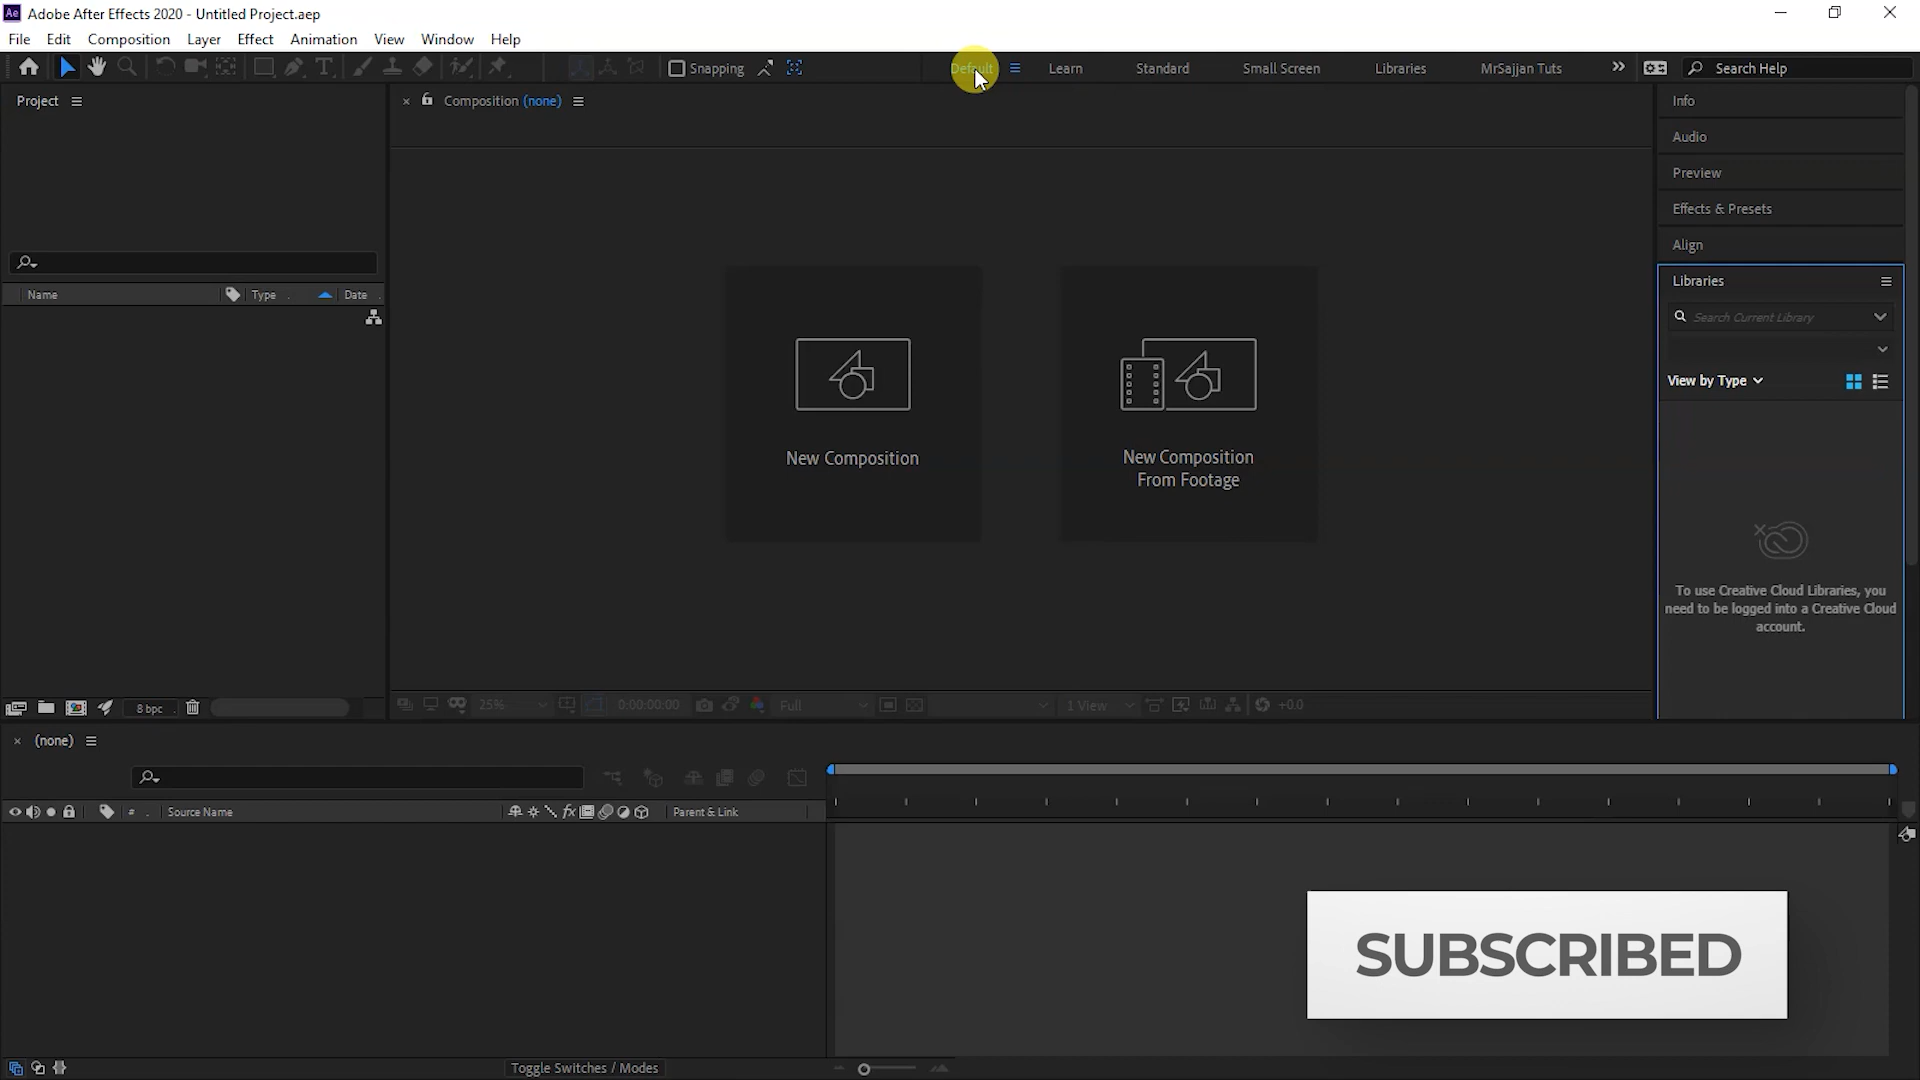 Ae Adobe After Effects 2020 - Untitled Project.aep
File Edit Composition Layer Effect Animation View Window Help
Snapping Default Learn Standard Small Screen Libraries MrSajjan Tuts Search Help
Project
Composition (none)
Info
Audio
Preview
Effects & Presets
Align
Libraries
Search Current Library
View by Type
To use Creative Cloud Libraries, you
need to be logged into a Creative Cloud
account.
Name Type Date
New Composition
New Composition
From Footage
8 bpc
25% 0:00:00:00 Full 1 View +0.0
(none)
# Source Name fx Parent & Link
SUBSCRIBED
Toggle Switches / Modes